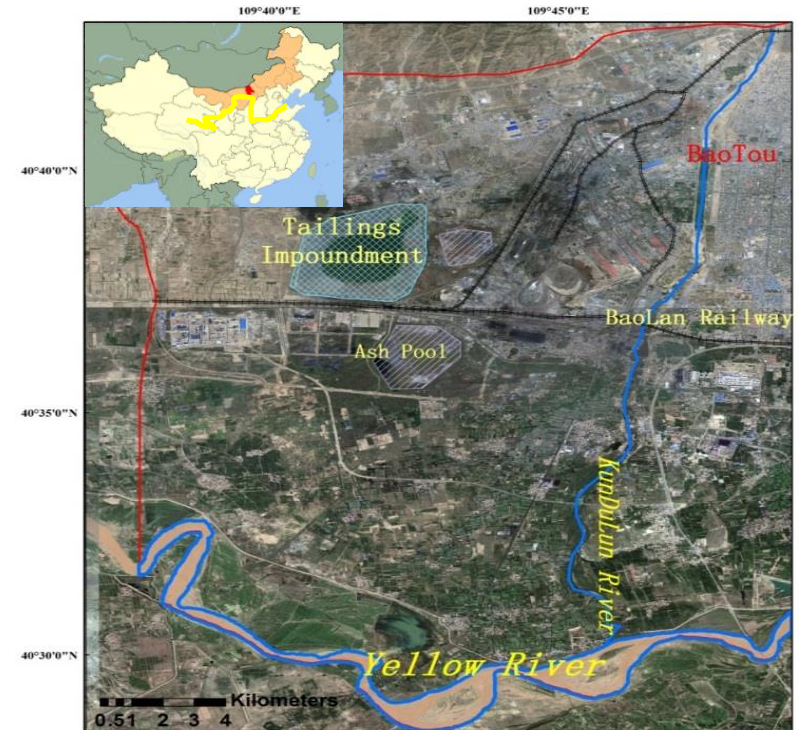 109°40'0"E
109°45'0"E
40°40'0"N
BaoTou
Tailings
Impoundment
BaoLan Railway
Ash Pool
40°35'0"N
KunDuLun River
40°30'0"N
Yellow River
Kilometers
0.51 2 3 4